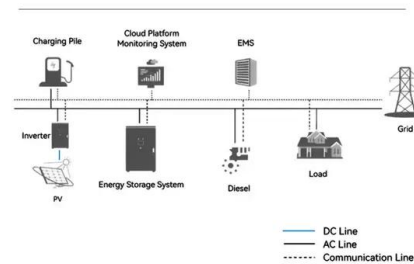 Charging Pile
Cloud Platform
Monitoring System
EMS
Grid
Inverter
PV
Energy Storage System
Diesel
Load
DC Line
AC Line
Communication Line